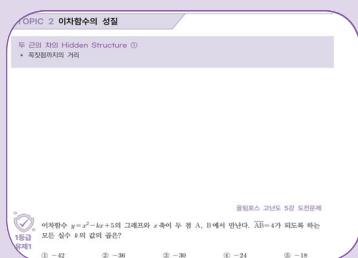 TOPIC 2 이차함수의 성질
두 근의 차의 Hidden Structure ①
• 꼭짓점까지의 거리
올림포스 고난도 5강 도전문제
1등급
유제1
이차함수 y=x²-kx+5의 그래프와 x축이 두 점 A, B에서 만난다. AB=4가 되도록 하는
모든 실수 k의 값의 곱은?
① -42 ② -36 ③ -30 ④ -24 ⑤ -18